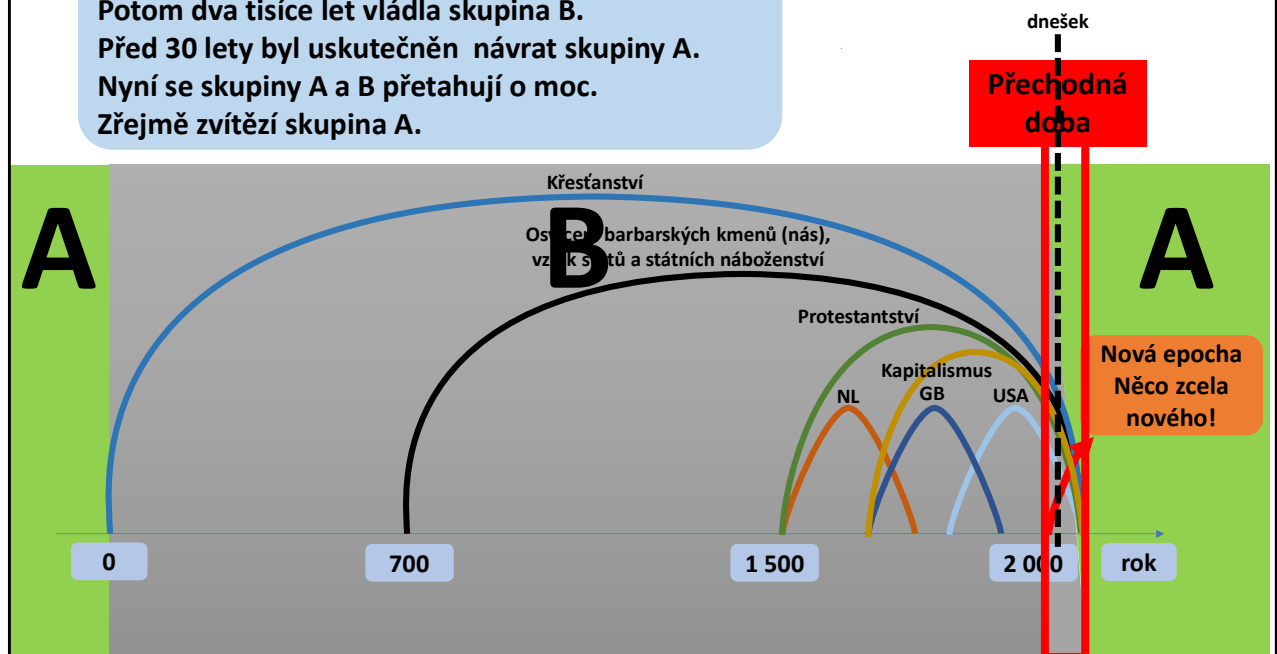 Potom dva tisíce let vládla skupina B.
Před 30 lety byl uskutečněn návrat skupiny A.
Nyní se skupiny A a B přetahují o moc.
Zřejmě zvítězí skupina A.
dnešek
Přechodná
doba
A
B
A
Křesťanství
barbarských kmenů (nás),
a státních náboženství
Protestantství
Kapitalismus
NL
GB
USA
Nová epocha
Něco zcela
nového!
0
700
1 500
2 000
rok